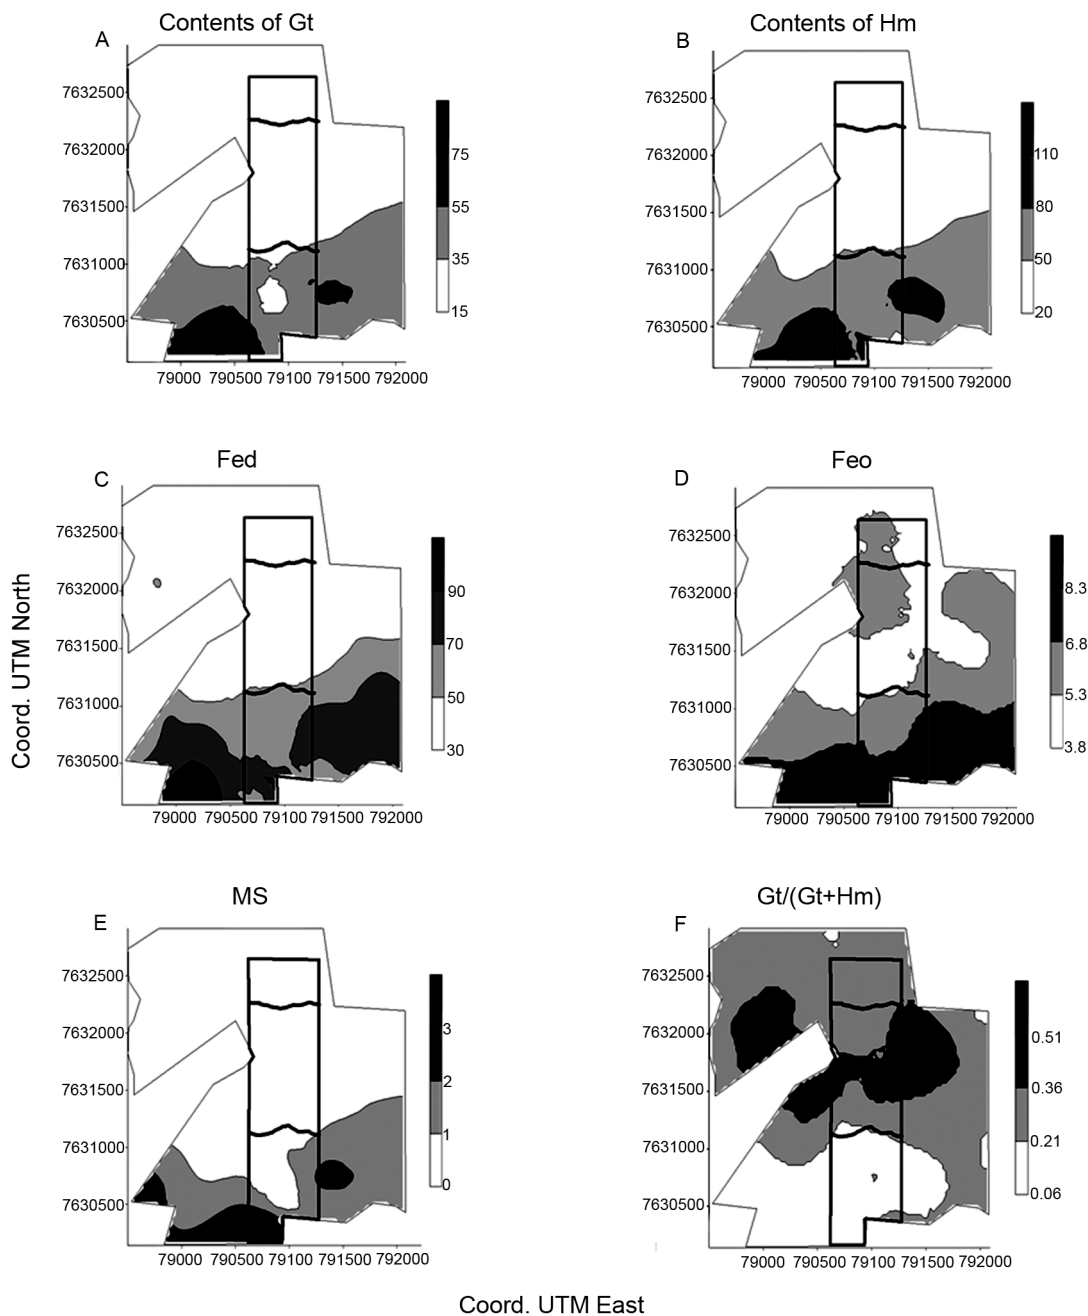 Contents of Gt
Contents of Hm
A
B
7632500
7632000
7631500
7631000
7630500
75
55
35
15
79000 790500 79100 791500 792000
7632500
7632000
7631500
7631000
7630500
110
80
50
20
79000 790500 79100 791500 792000
Fed
Feo
C
D
7632500
7632000
7631500
7631000
7630500
90
70
50
30
79000 790500 79100 791500 792000
7632500
7632000
7631500
7631000
7630500
8.3
6.8
5.3
3.8
79000 790500 79100 791500 792000
Coord. UTM North
MS
Gt/(Gt+Hm)
E
F
7632500
7632000
7631500
7631000
7630500
3
2
1
0
79000 790500 79100 791500 792000
7632500
7632000
7631500
7631000
7630500
0.51
0.36
0.21
0.06
79000 790500 79100 791500 792000
Coord. UTM East